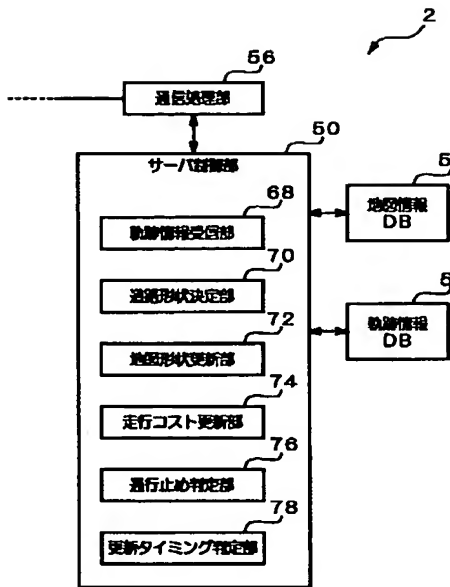 2
56
通信処理部
50
サーバ制御部
68
軌跡情報受信部
70
道路形状決定部
72
地図形状更新部
74
走行コスト更新部
76
通行止め判定部
78
更新タイミング判定部
5
地図情報
DB
5
軌跡情報
DB